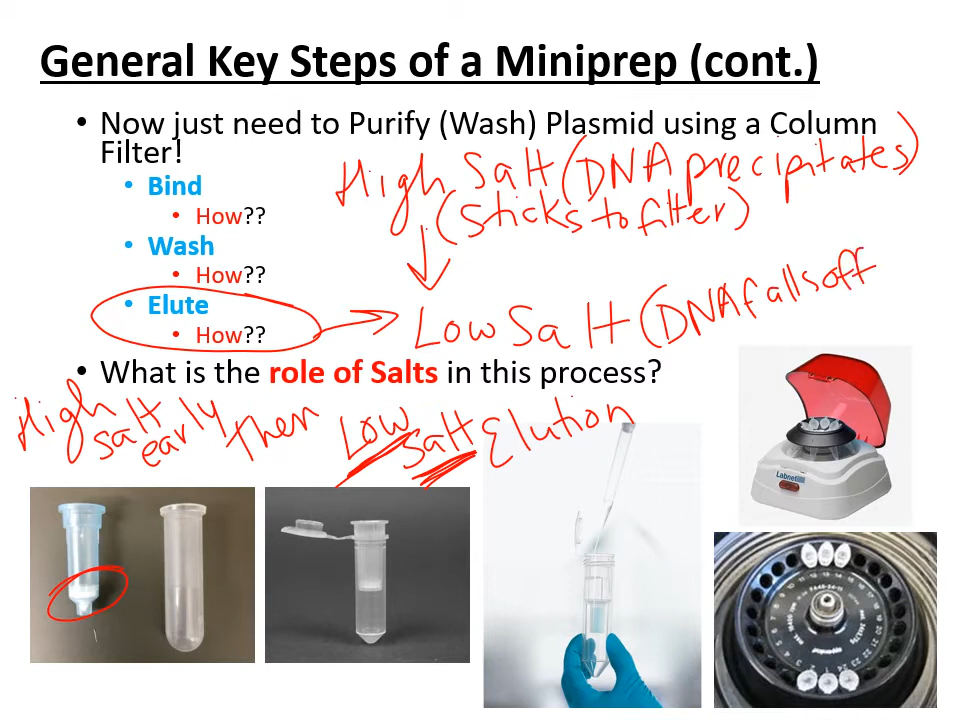 General Key Steps of a Miniprep (cont.)
• Now just need to Purify (Wash) Plasmid using a Column
Filter!
High Salt (DNA precipitates)
(Sticks to filter)
• Bind
• How??
• Wash
• How??
• Elute
• How??
Low Salt (DNA falls off
• What is the role of Salts in this process?
High salt early Then Low Salt Elution
Labnet